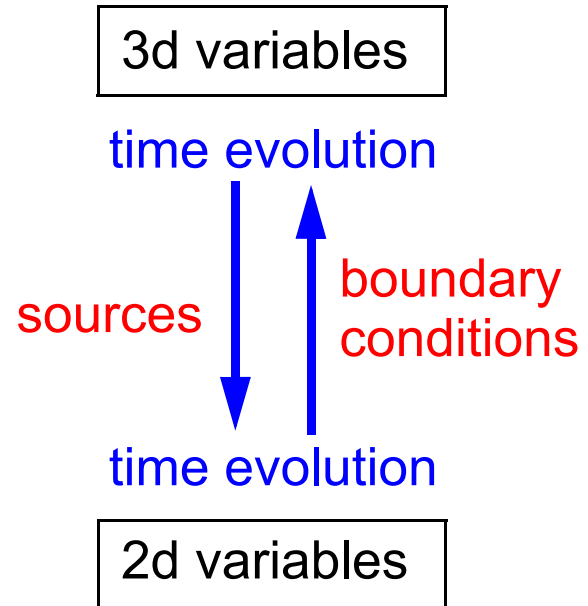 3d variables
time evolution
sources
boundary
conditions
time evolution
2d variables